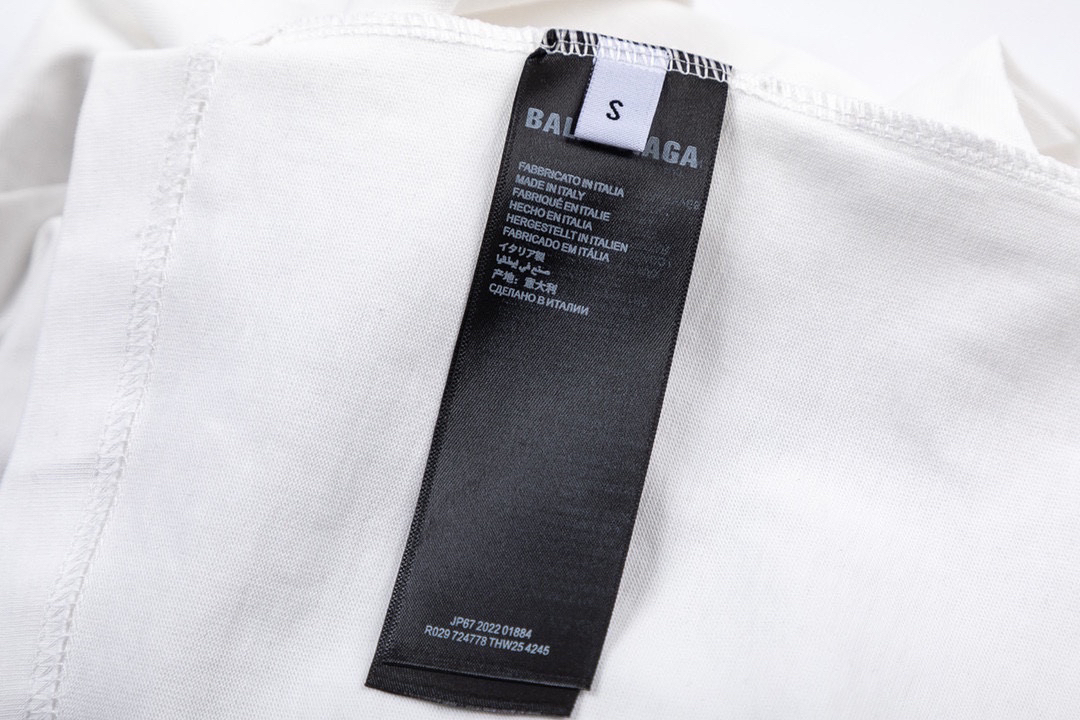 S
BAL AGA
FABBRICATO IN ITALIA
MADE IN ITALY
FABRIQUÉ EN ITALIE
HECHO EN ITALIA
HERGESTELLT IN ITALIEN
FABRICADO EM ITÁLIA
イタリア製
صنع في إيطاليا
产地：意大利
СДЕЛАНО В ИТАЛИИ
JP67 2022 01884
R029 724778 THW25 4245